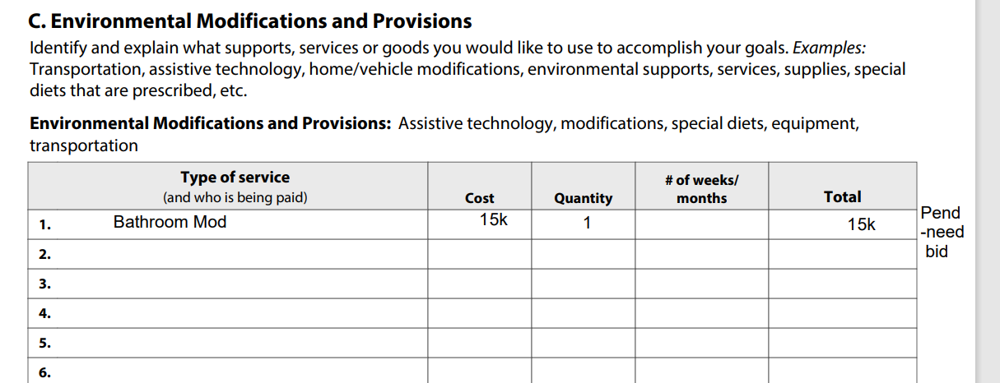 C. Environmental Modifications and Provisions
Identify and explain what supports, services or goods you would like to use to accomplish your goals. Examples:
Transportation, assistive technology, home/vehicle modifications, environmental supports, services, supplies, special
diets that are prescribed, etc.
Environmental Modifications and Provisions: Assistive technology, modifications, special diets, equipment,
transportation
Type of service
(and who is being paid)
Cost
Quantity
# of weeks/
months
Total
1. Bathroom Mod 15k 1 15k
Pend
-need
bid
2.
3.
4.
5.
6.